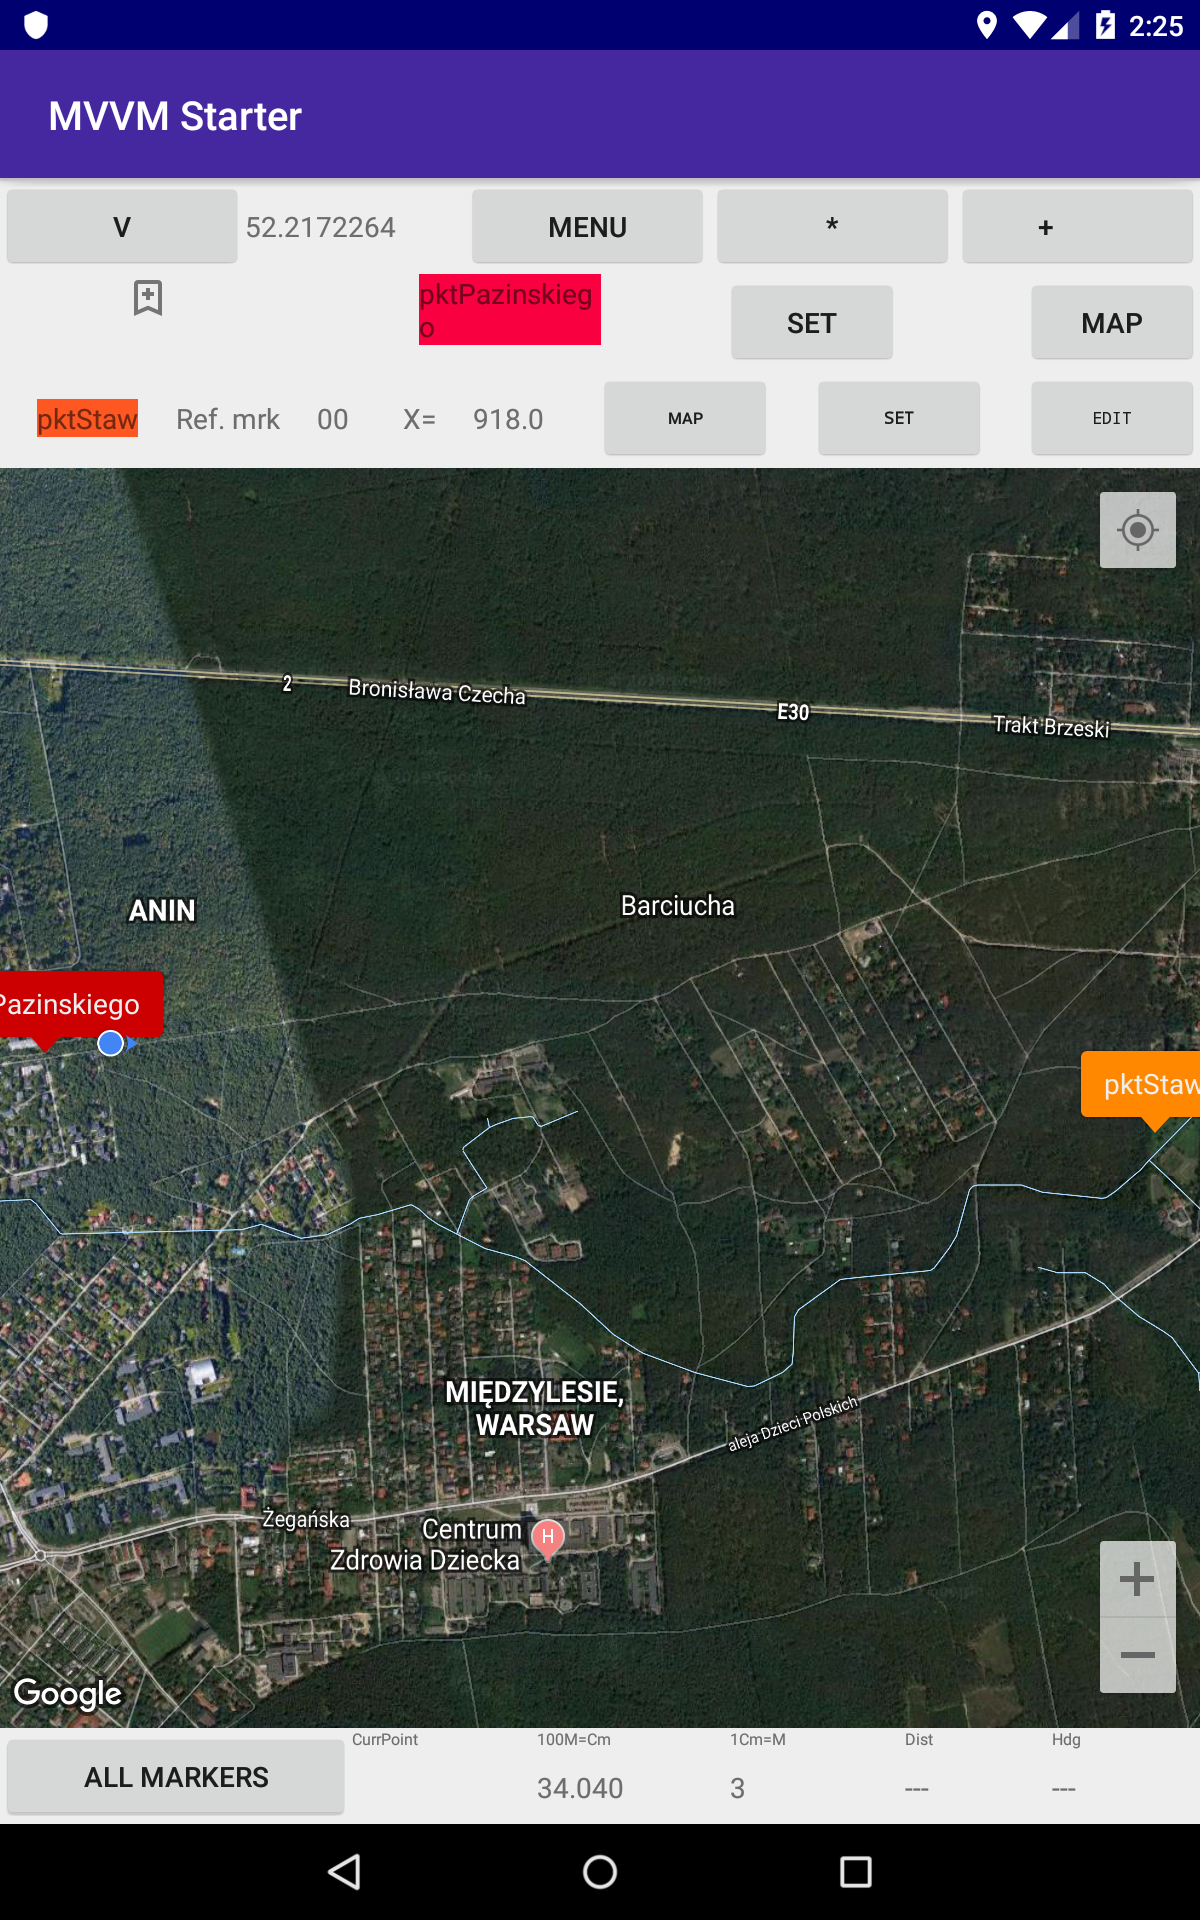 2:25
MVVM Starter
V 52.2172264 MENU * +
pktPazinskieg
o
SET MAP
pktStaw Ref. mrk 00 X= 918.0 MAP SET EDIT
2
Bronisława Czecha
E30
Trakt Brzeski
ANIN
Barciucha
Pazinskiego
pktStaw
MIĘDZYLESIE,
WARSAW
aleja Dzieci Polskich
Żegańska
Centrum
Zdrowia Dziecka
H
Google
ALL MARKERS
CurrPoint 100M=Cm 1Cm=M Dist Hdg
34.040 3 --- ---